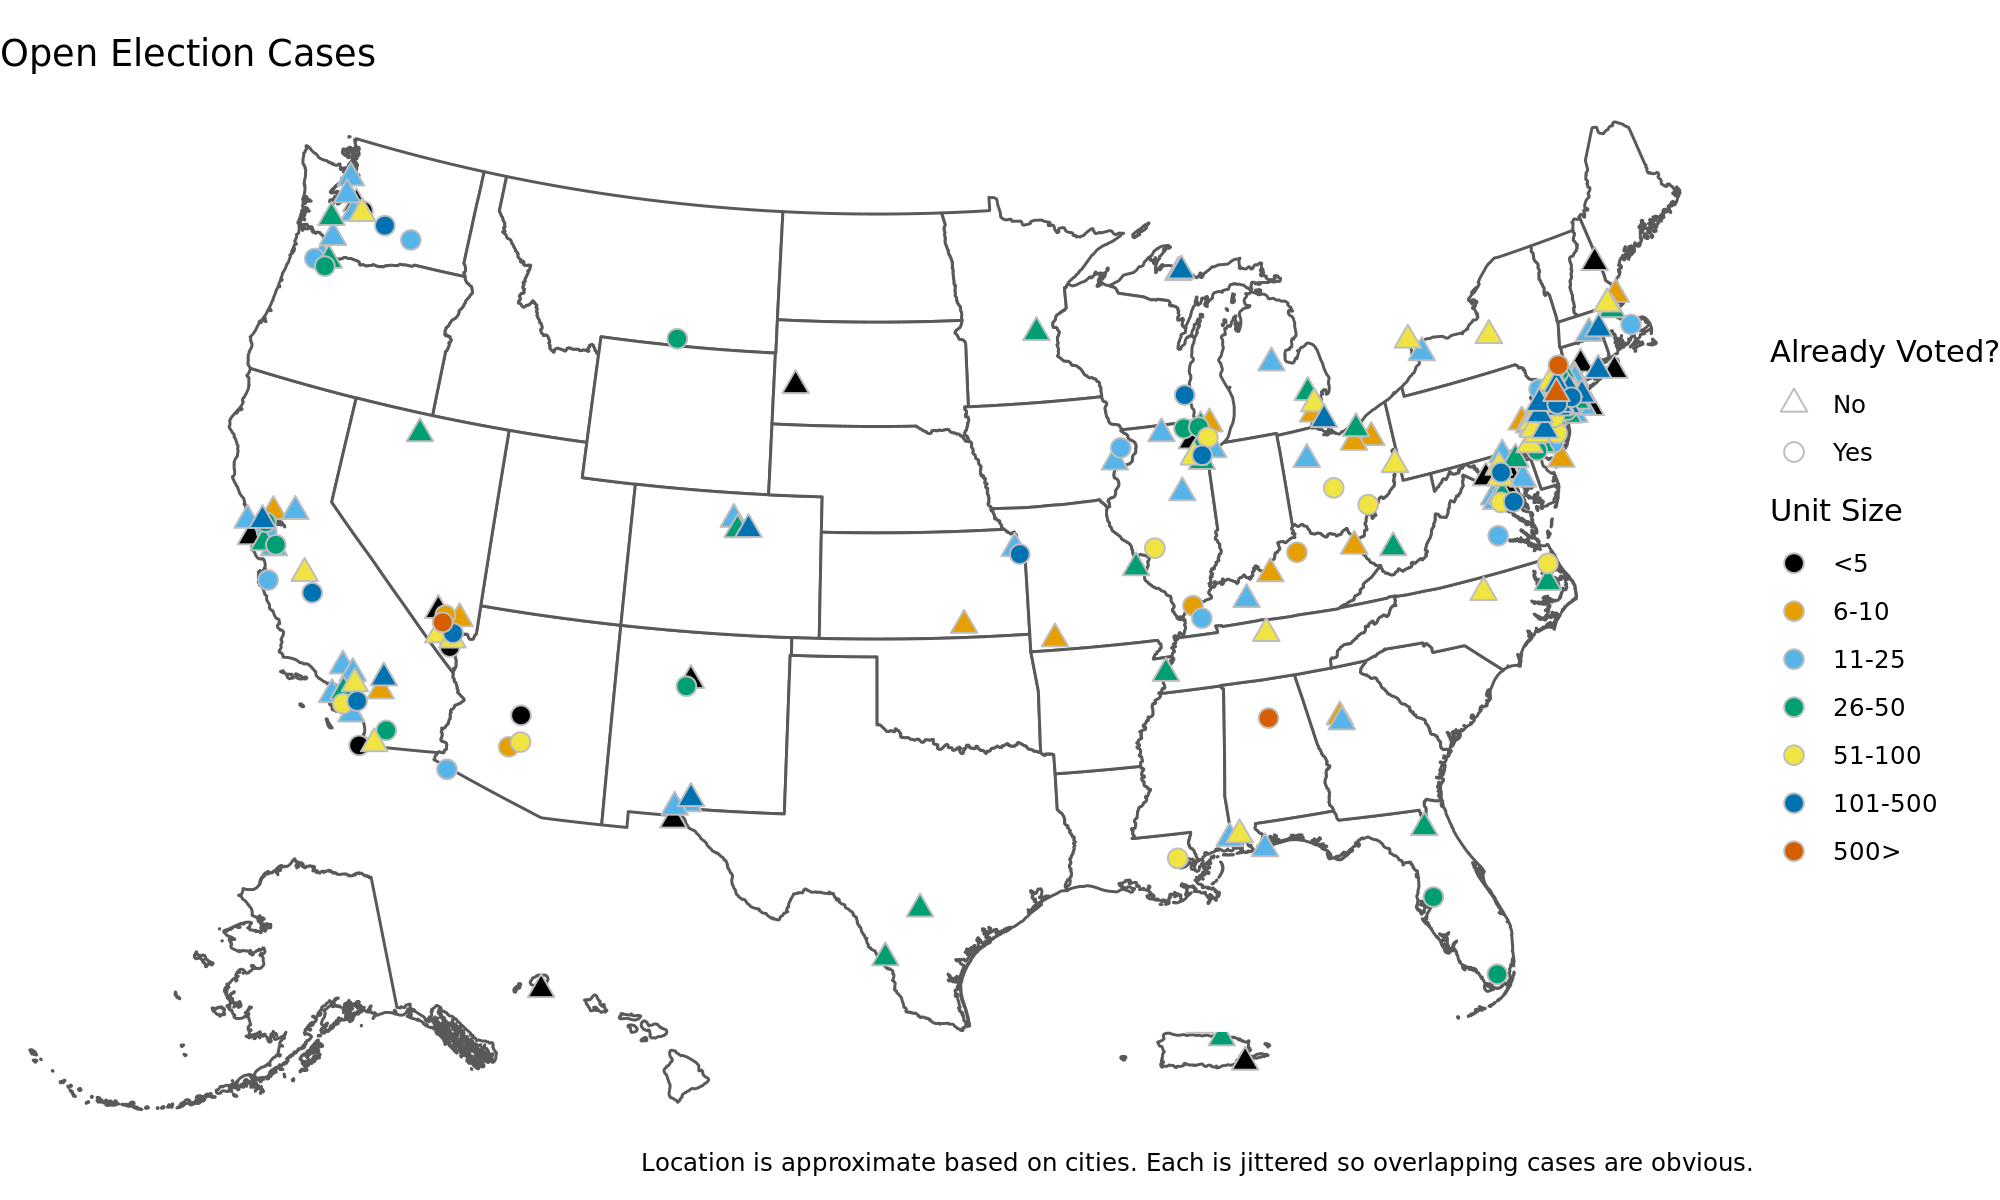 Open Election Cases
Already Voted?
No
Yes
Unit Size
<5
6-10
11-25
26-50
51-100
101-500
500>
Location is approximate based on cities. Each is jittered so overlapping cases are obvious.